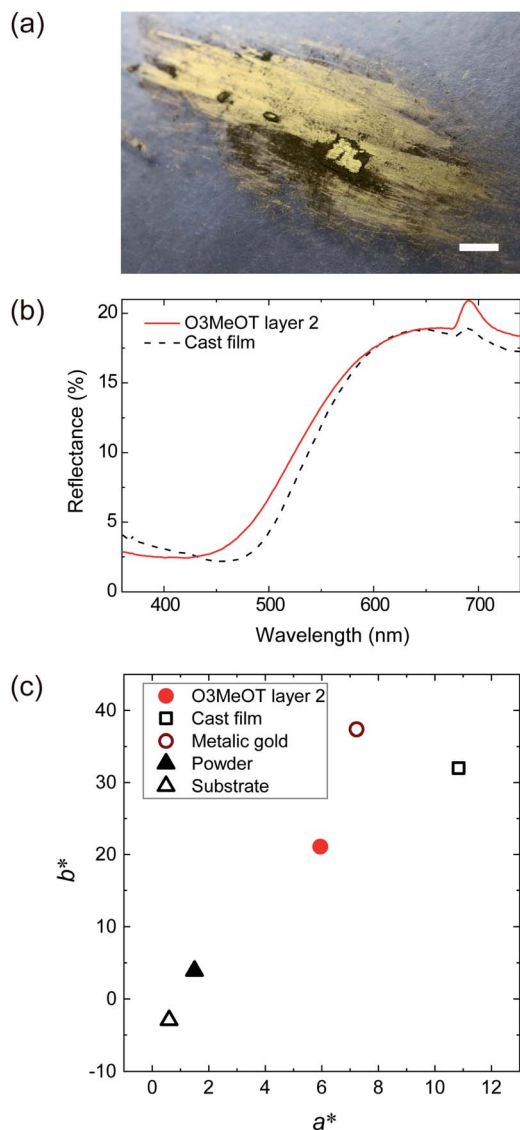 (a)
(b)
O3MeOT layer 2
Cast film
20
15
10
5
0
Reflectance (%)
400 500 600 700
Wavelength (nm)
(c)
O3MeOT layer 2
Cast film
Metalic gold
Powder
Substrate
40
30
20
10
0
-10
b*
0 2 4 6 8 10 12
a*